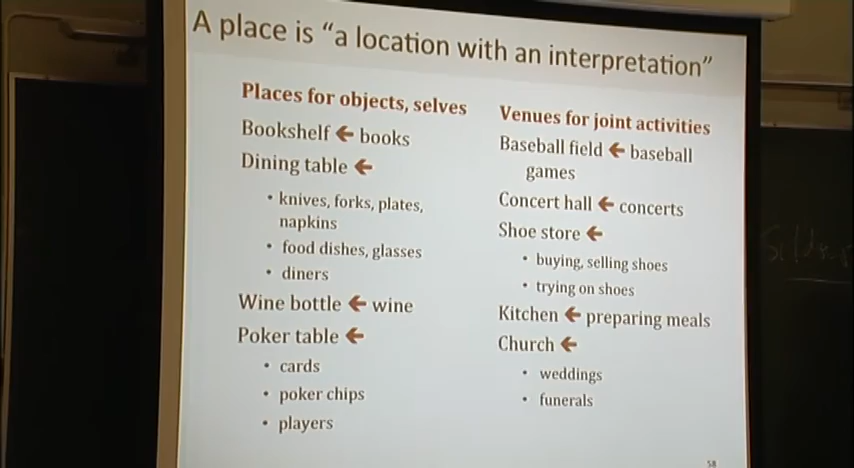 A place is “a location with an interpretation”
Places for objects, selves
Bookshelf ← books
Dining table ←
• knives, forks, plates,
napkins
• food dishes, glasses
• diners
Wine bottle ← wine
Poker table ←
• cards
• poker chips
• players
Venues for joint activities
Baseball field ← baseball
games
Concert hall ← concerts
Shoe store ←
• buying, selling shoes
• trying on shoes
Kitchen ← preparing meals
Church ←
• weddings
• funerals
58